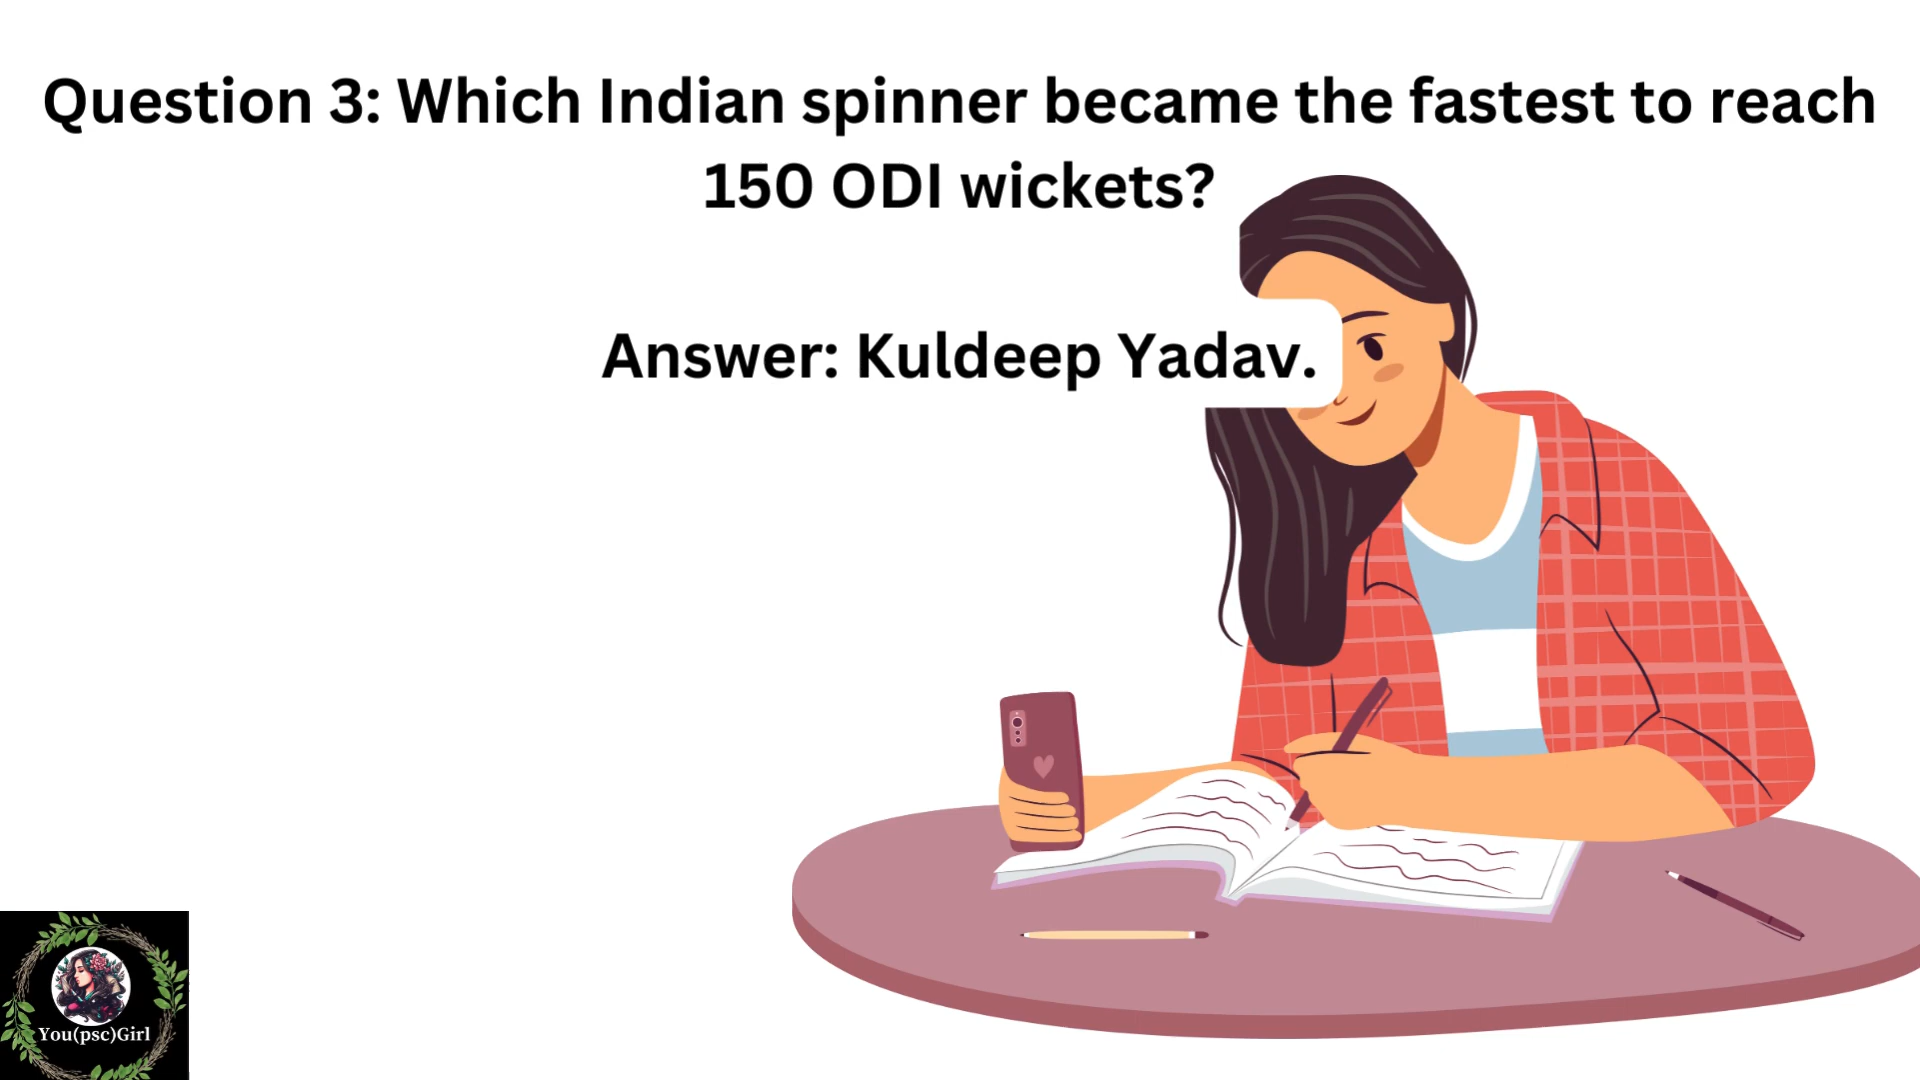 Question 3: Which Indian spinner became the fastest to reach
150 ODI wickets?
Answer: Kuldeep Yadav.
You(psc)Girl